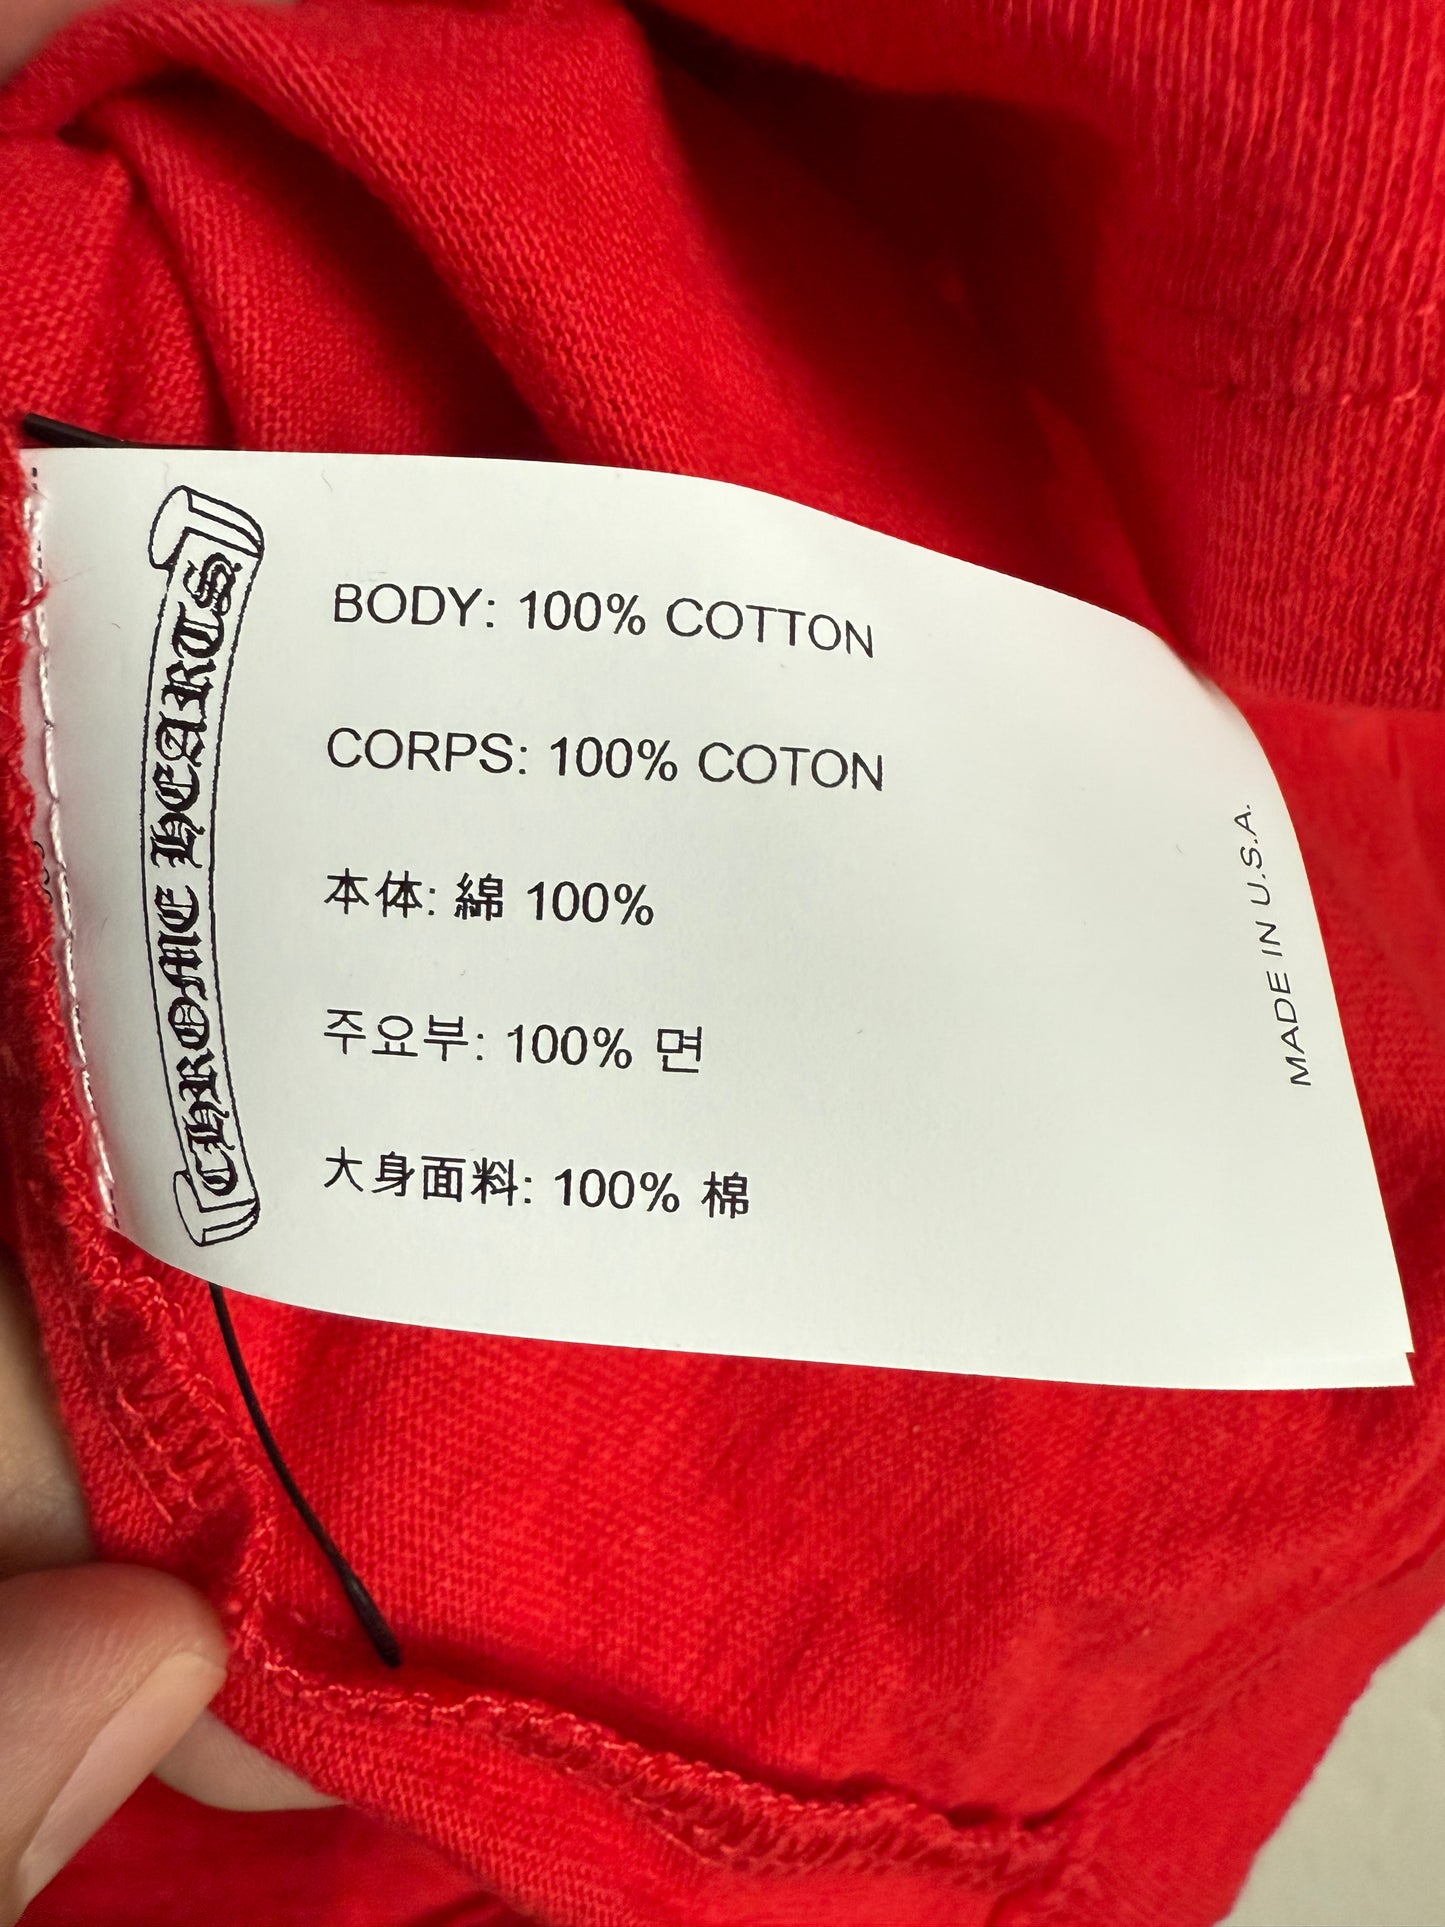 CHROME HEARTS
BODY: 100% COTTON
CORPS: 100% COTON
本体: 綿 100%
주요부: 100% 면
大身面料: 100% 棉
MADE IN U.S.A.